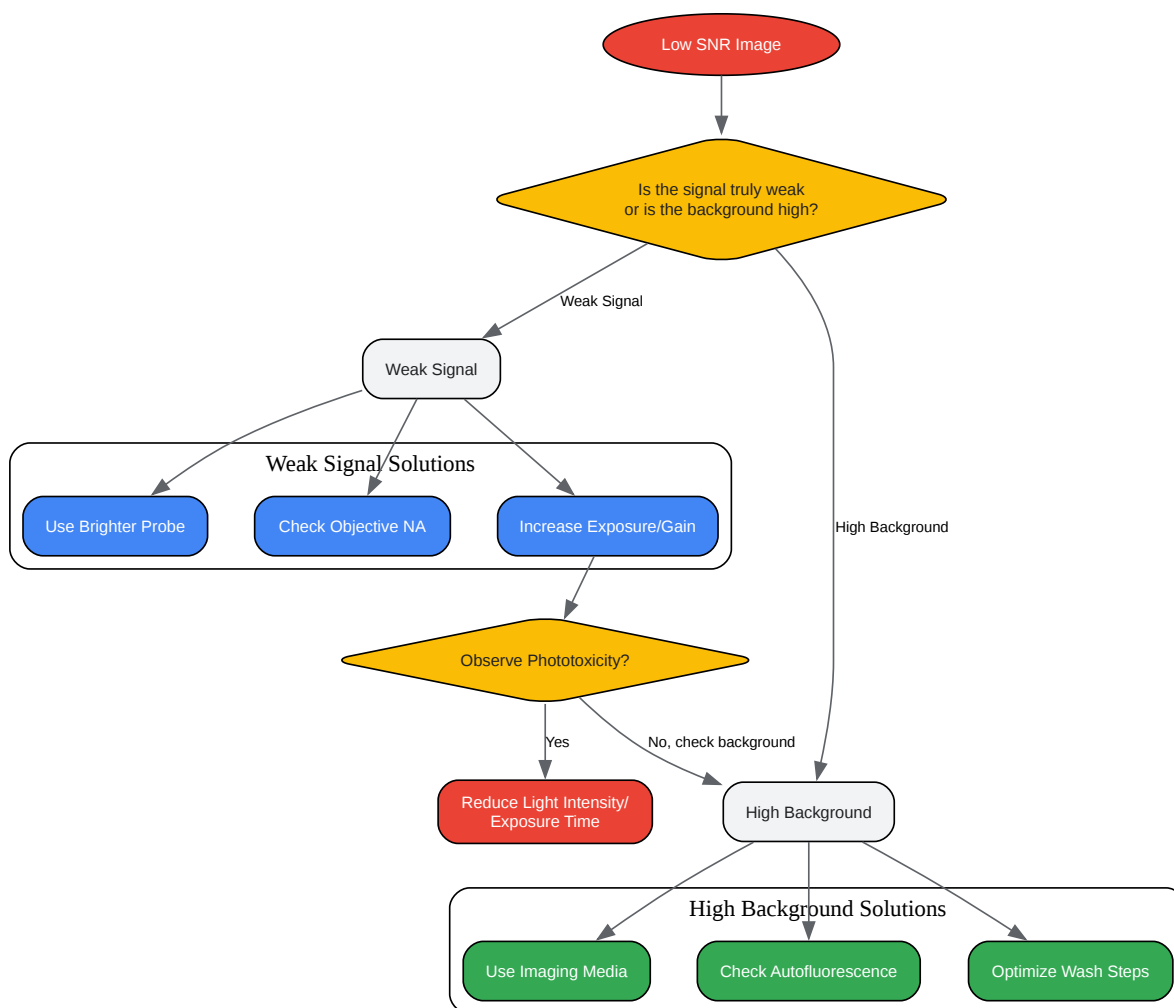 Low SNR Image
Is the signal truly weak
or is the background high?
Weak Signal
Weak Signal
Weak Signal Solutions
Use Brighter Probe
Check Objective NA
Increase Exposure/Gain
High Background
Observe Phototoxicity?
Yes
No, check background
Reduce Light Intensity/
Exposure Time
High Background
High Background Solutions
Use Imaging Media
Check Autofluorescence
Optimize Wash Steps